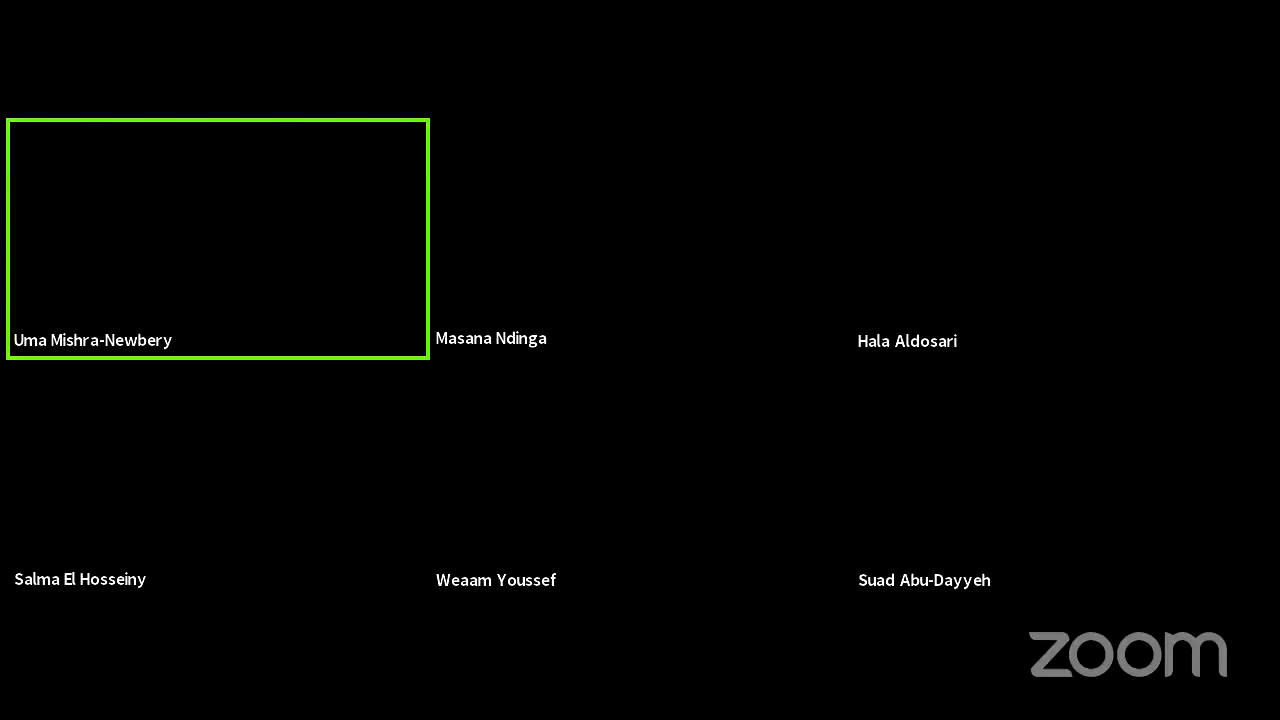 Uma Mishra-Newbery
Masana Ndinga
Hala Aldosari
Salma El Hosseiny
Weaam Youssef
Suad Abu-Dayyeh
zoom